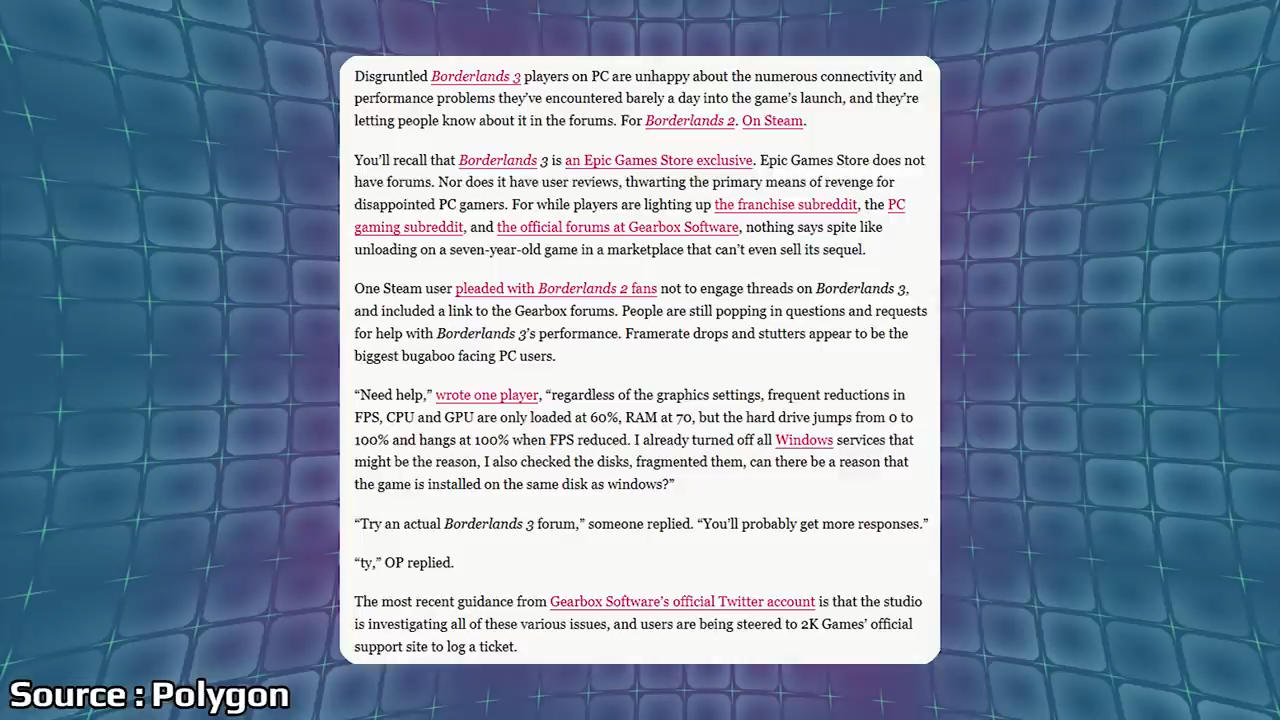 Disgruntled Borderlands 3 players on PC are unhappy about the numerous connectivity and
performance problems they’ve encountered barely a day into the game’s launch, and they’re
letting people know about it in the forums. For Borderlands 2. On Steam.
You’ll recall that Borderlands 3 is an Epic Games Store exclusive. Epic Games Store does not
have forums. Nor does it have user reviews, thwarting the primary means of revenge for
disappointed PC gamers. For while players are lighting up the franchise subreddit, the PC
gaming subreddit, and the official forums at Gearbox Software, nothing says spite like
unloading on a seven-year-old game in a marketplace that can’t even sell its sequel.
One Steam user pleaded with Borderlands 2 fans not to engage threads on Borderlands 3,
and included a link to the Gearbox forums. People are still popping in questions and requests
for help with Borderlands 3’s performance. Framerate drops and stutters appear to be the
biggest bugaboo facing PC users.
“Need help,” wrote one player, “regardless of the graphics settings, frequent reductions in
FPS, CPU and GPU are only loaded at 60%, RAM at 70, but the hard drive jumps from 0 to
100% and hangs at 100% when FPS reduced. I already turned off all Windows services that
might be the reason, I also checked the disks, fragmented them, can there be a reason that
the game is installed on the same disk as windows?”
“Try an actual Borderlands 3 forum,” someone replied. “You’ll probably get more responses.”
“ty,” OP replied.
The most recent guidance from Gearbox Software’s official Twitter account is that the studio
is investigating all of these various issues, and users are being steered to 2K Games’ official
support site to log a ticket.
Source : Polygon